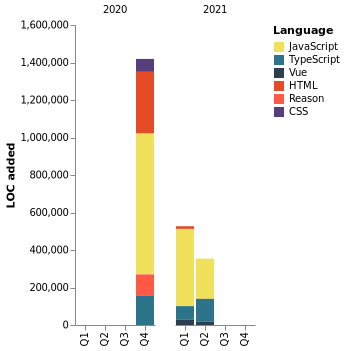 2020 2021
1,600,000
1,400,000
1,200,000
1,000,000
800,000
600,000
400,000
200,000
0
LOC added
Q1 Q2 Q3 Q4 Q1 Q2 Q3 Q4
Language
JavaScript
TypeScript
Vue
HTML
Reason
CSS